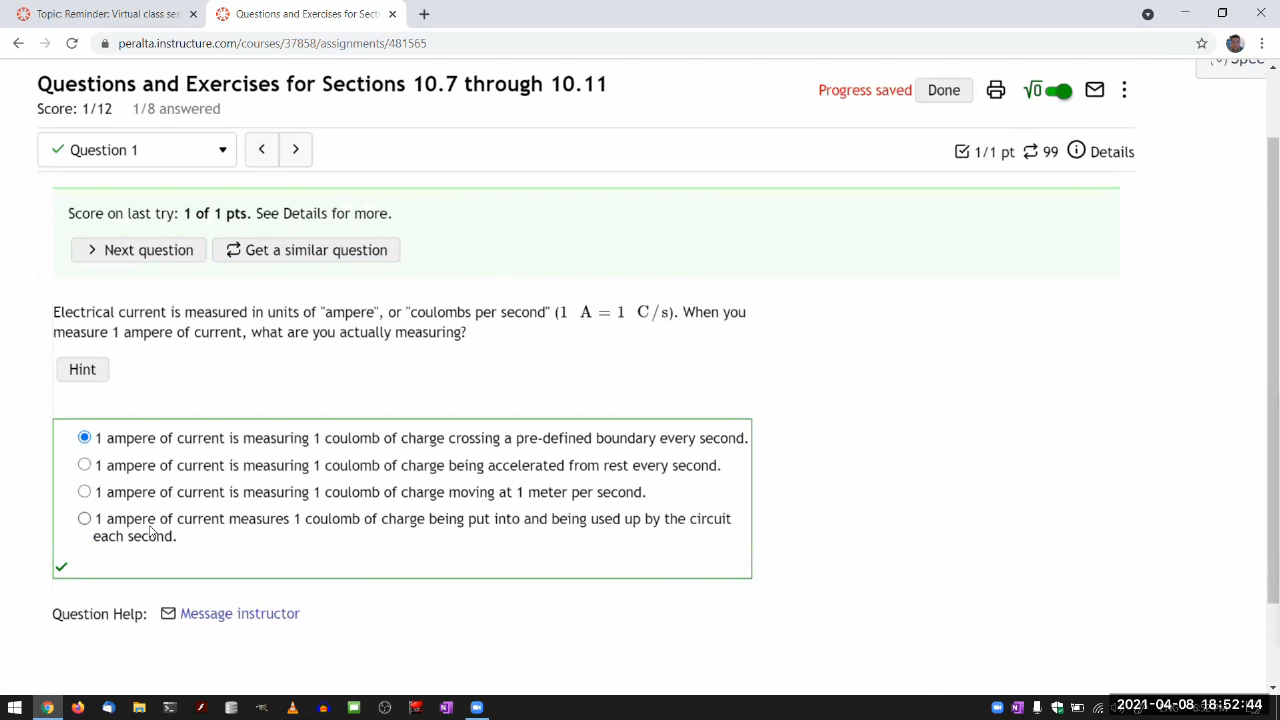 Topic: Reminder: Virtual class ses
Questions and Exercises for Secti
peralta.instructure.com/courses/37858/assignments/481565
Questions and Exercises for Sections 10.7 through 10.11
Score: 1/12 1/8 answered
Progress saved Done √0
Question 1
1/1 pt 99 Details
Score on last try: 1 of 1 pts. See Details for more.
> Next question Get a similar question
Electrical current is measured in units of "ampere", or "coulombs per second" (1 A = 1 C/s). When you
measure 1 ampere of current, what are you actually measuring?
Hint
1 ampere of current is measuring 1 coulomb of charge crossing a pre-defined boundary every second.
1 ampere of current is measuring 1 coulomb of charge being accelerated from rest every second.
1 ampere of current is measuring 1 coulomb of charge moving at 1 meter per second.
1 ampere of current measures 1 coulomb of charge being put into and being used up by the circuit
each second.
Question Help: Message instructor
2021-04-08 18:52:44